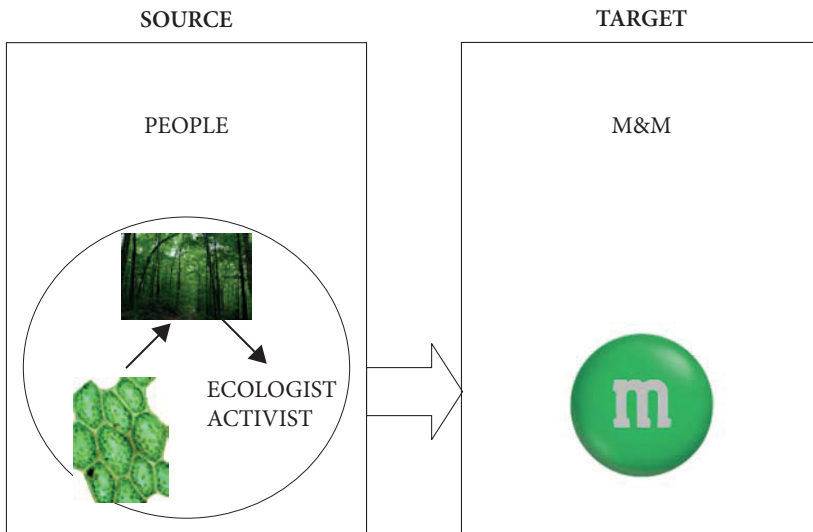 SOURCE
TARGET
PEOPLE
M&M
ECOLOGIST
ACTIVIST
m